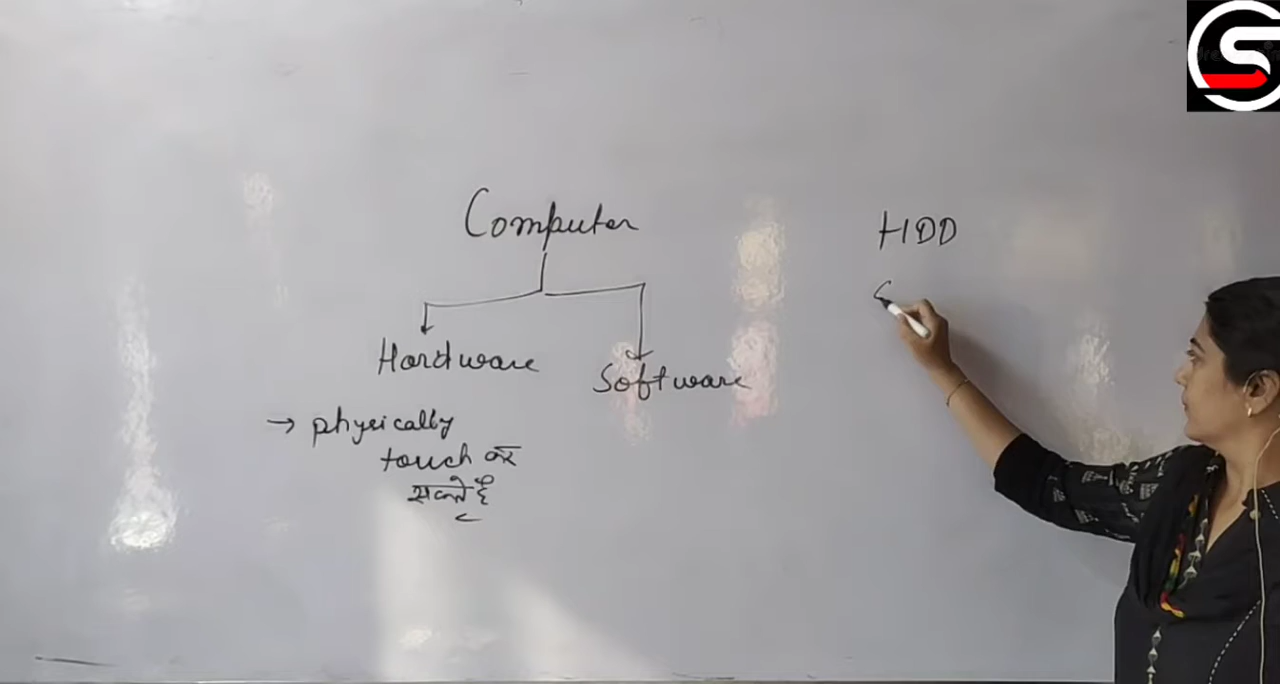 Computer
Hardware
Software
→ physically
touch कर
सकते हैं
HDD